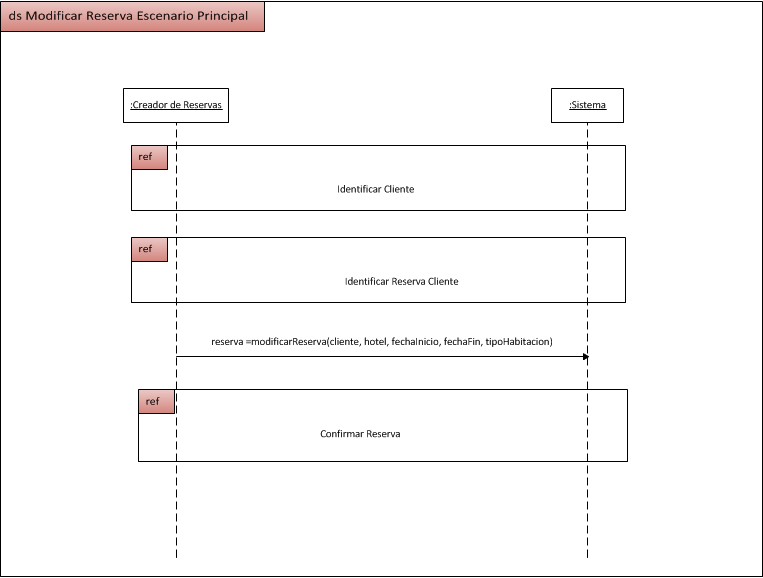 ds Modificar Reserva Escenario Principal
:Creador de Reservas
:Sistema
ref
Identificar Cliente
ref
Identificar Reserva Cliente
reserva =modificarReserva(cliente, hotel, fechaInicio, fechaFin, tipoHabitacion)
ref
Confirmar Reserva